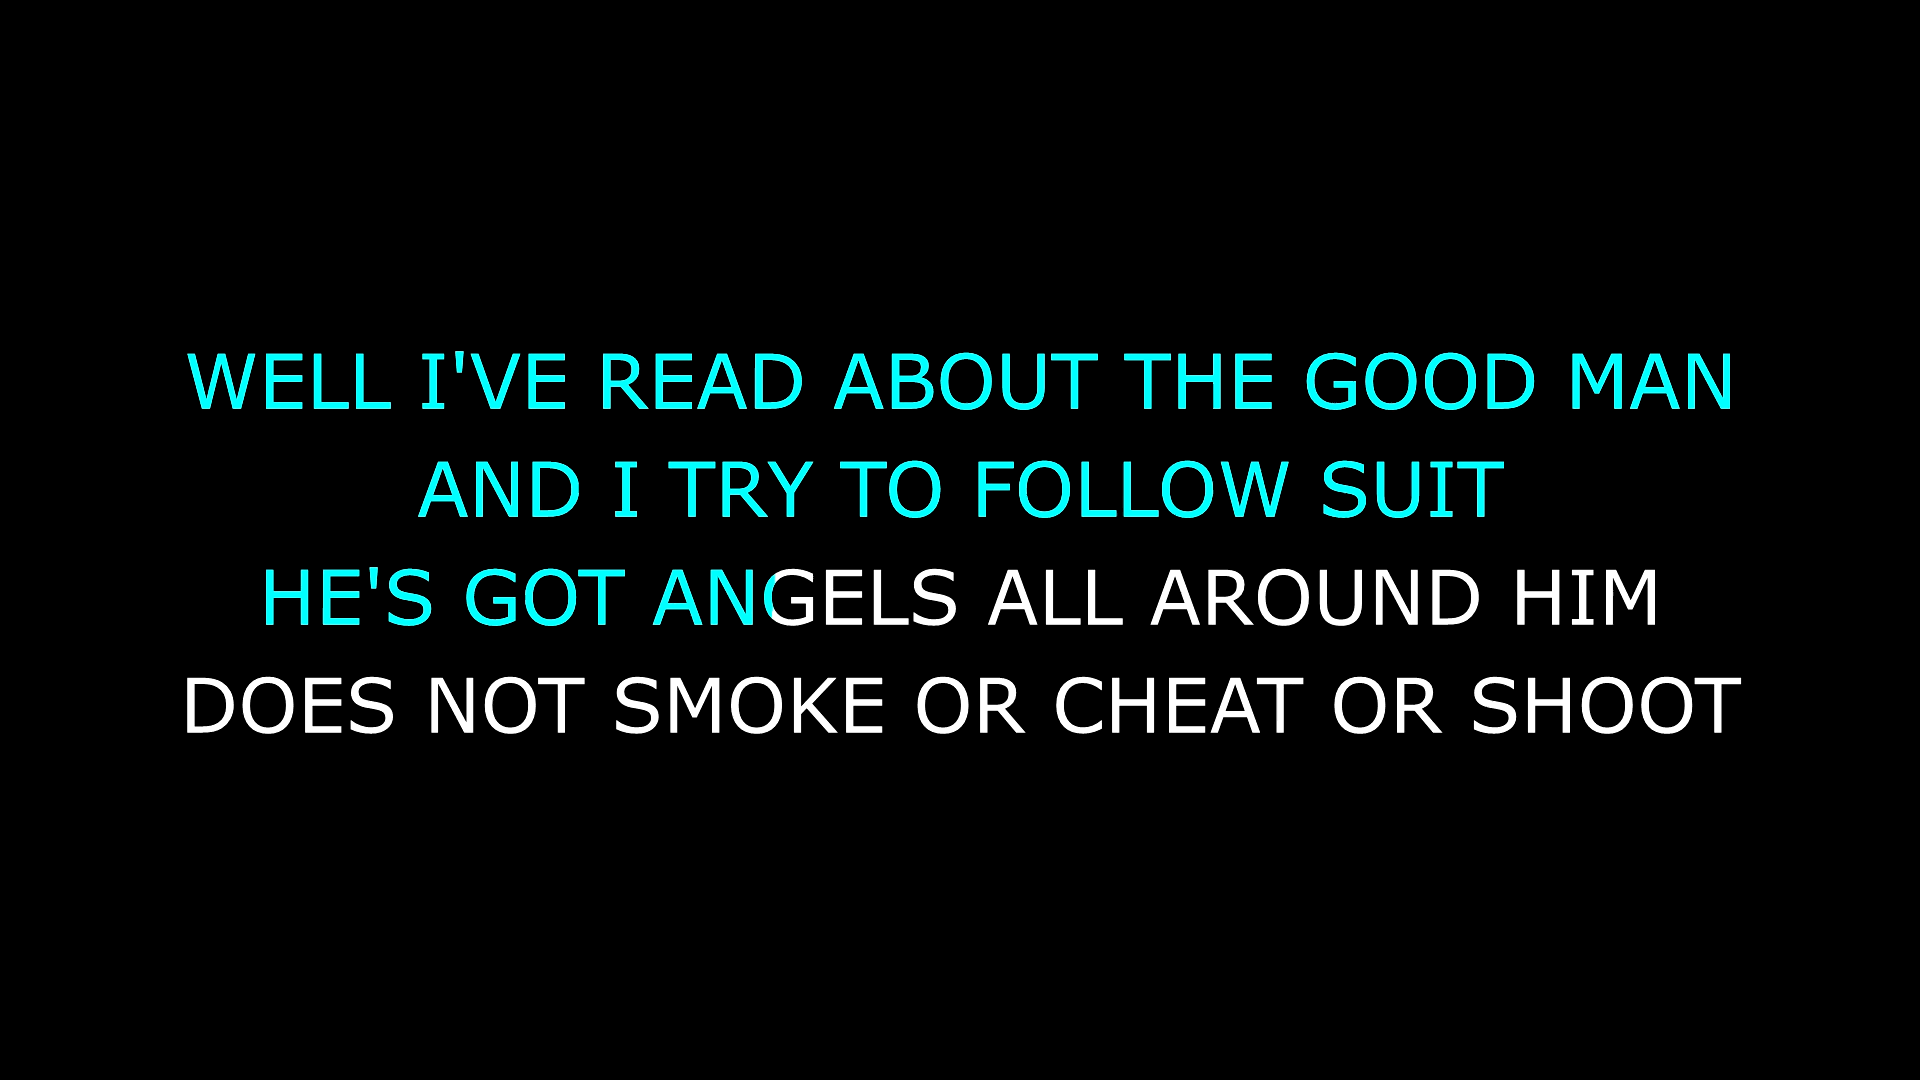 WELL I'VE READ ABOUT THE GOOD MAN
AND I TRY TO FOLLOW SUIT
HE'S GOT ANGELS ALL AROUND HIM
DOES NOT SMOKE OR CHEAT OR SHOOT